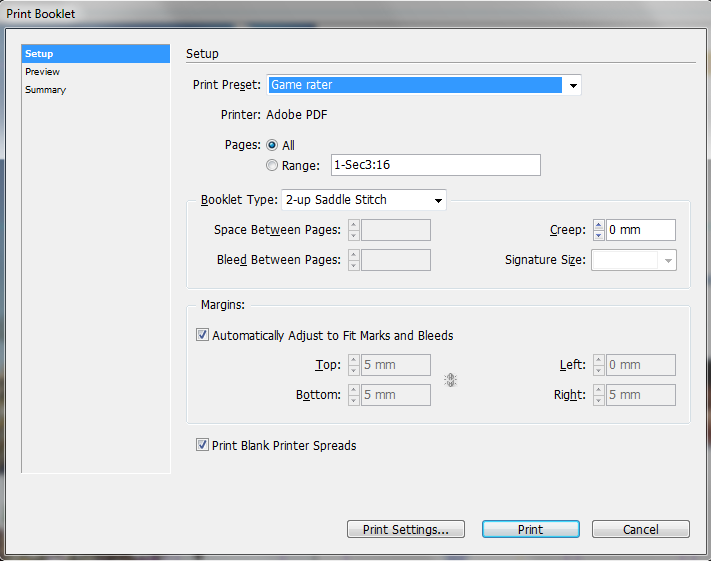 Print Booklet
Setup
Preview
Summary
Setup
Print Preset: Game rater
Printer: Adobe PDF
Pages: All
Range: 1-Sec3:16
Booklet Type: 2-up Saddle Stitch
Space Between Pages: Creep: 0 mm
Bleed Between Pages: Signature Size:
Margins:
Automatically Adjust to Fit Marks and Bleeds
Top: 5 mm Left: 0 mm
Bottom: 5 mm Right: 5 mm
Print Blank Printer Spreads
Print Settings... Print Cancel